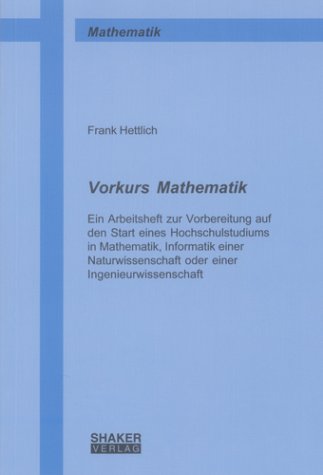 Mathematik
Frank Hettlich
Vorkurs Mathematik
Ein Arbeitsheft zur Vorbereitung auf
den Start eines Hochschulstudiums
in Mathematik, Informatik einer
Naturwissenschaft oder einer
Ingenieurwissenschaft
SHAKER
VERLAG